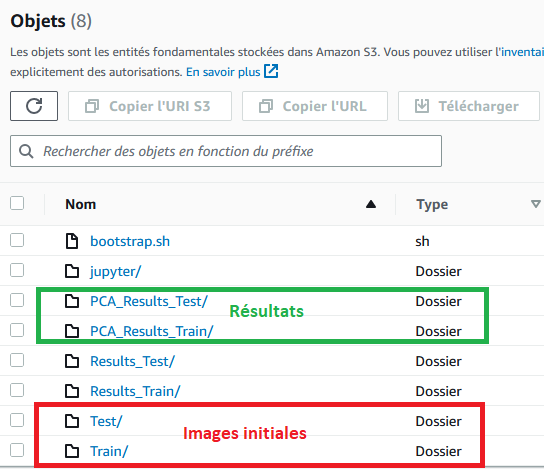 Objets (8)
Les objets sont les entités fondamentales stockées dans Amazon S3. Vous pouvez utiliser l'inventai
explicitement des autorisations. En savoir plus
Copier l'URI S3 Copier l'URL Télécharger
Rechercher des objets en fonction du préfixe
Nom Type
bootstrap.sh sh
jupyter/ Dossier
PCA_Results_Test/ Résultats Dossier
PCA_Results_Train/ Dossier
Results_Test/ Dossier
Results_Train/ Dossier
Test/ Images initiales Dossier
Train/ Dossier